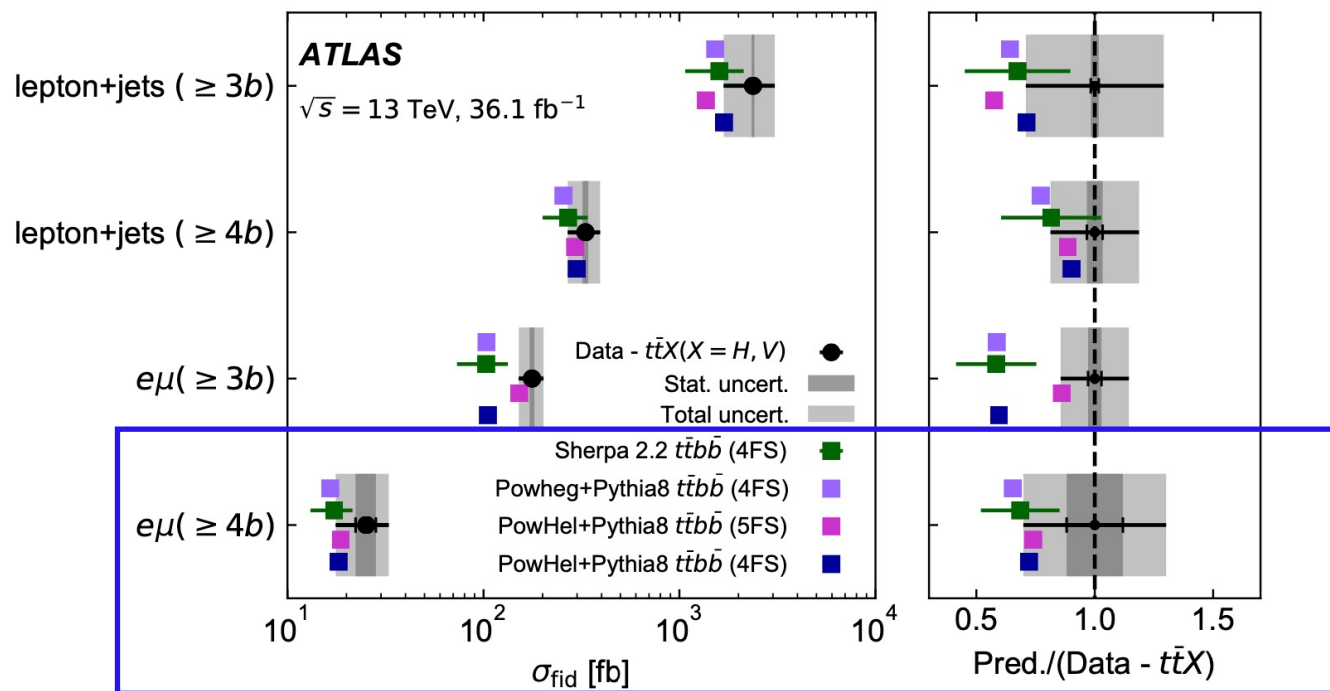 ATLAS
√s = 13 TeV, 36.1 fb⁻¹
lepton+jets ( ≥ 3b)
lepton+jets ( ≥ 4b)
eμ( ≥ 3b)
eμ( ≥ 4b)
Data - tt̄X(X = H, V)
Stat. uncert.
Total uncert.
Sherpa 2.2 tt̄bb̄ (4FS)
Powheg+Pythia8 tt̄bb̄ (4FS)
PowHel+Pythia8 tt̄bb̄ (5FS)
PowHel+Pythia8 tt̄bb̄ (4FS)
10¹ 10² 10³ 10⁴
σfid [fb]
0.5 1.0 1.5
Pred./(Data - tt̄X)